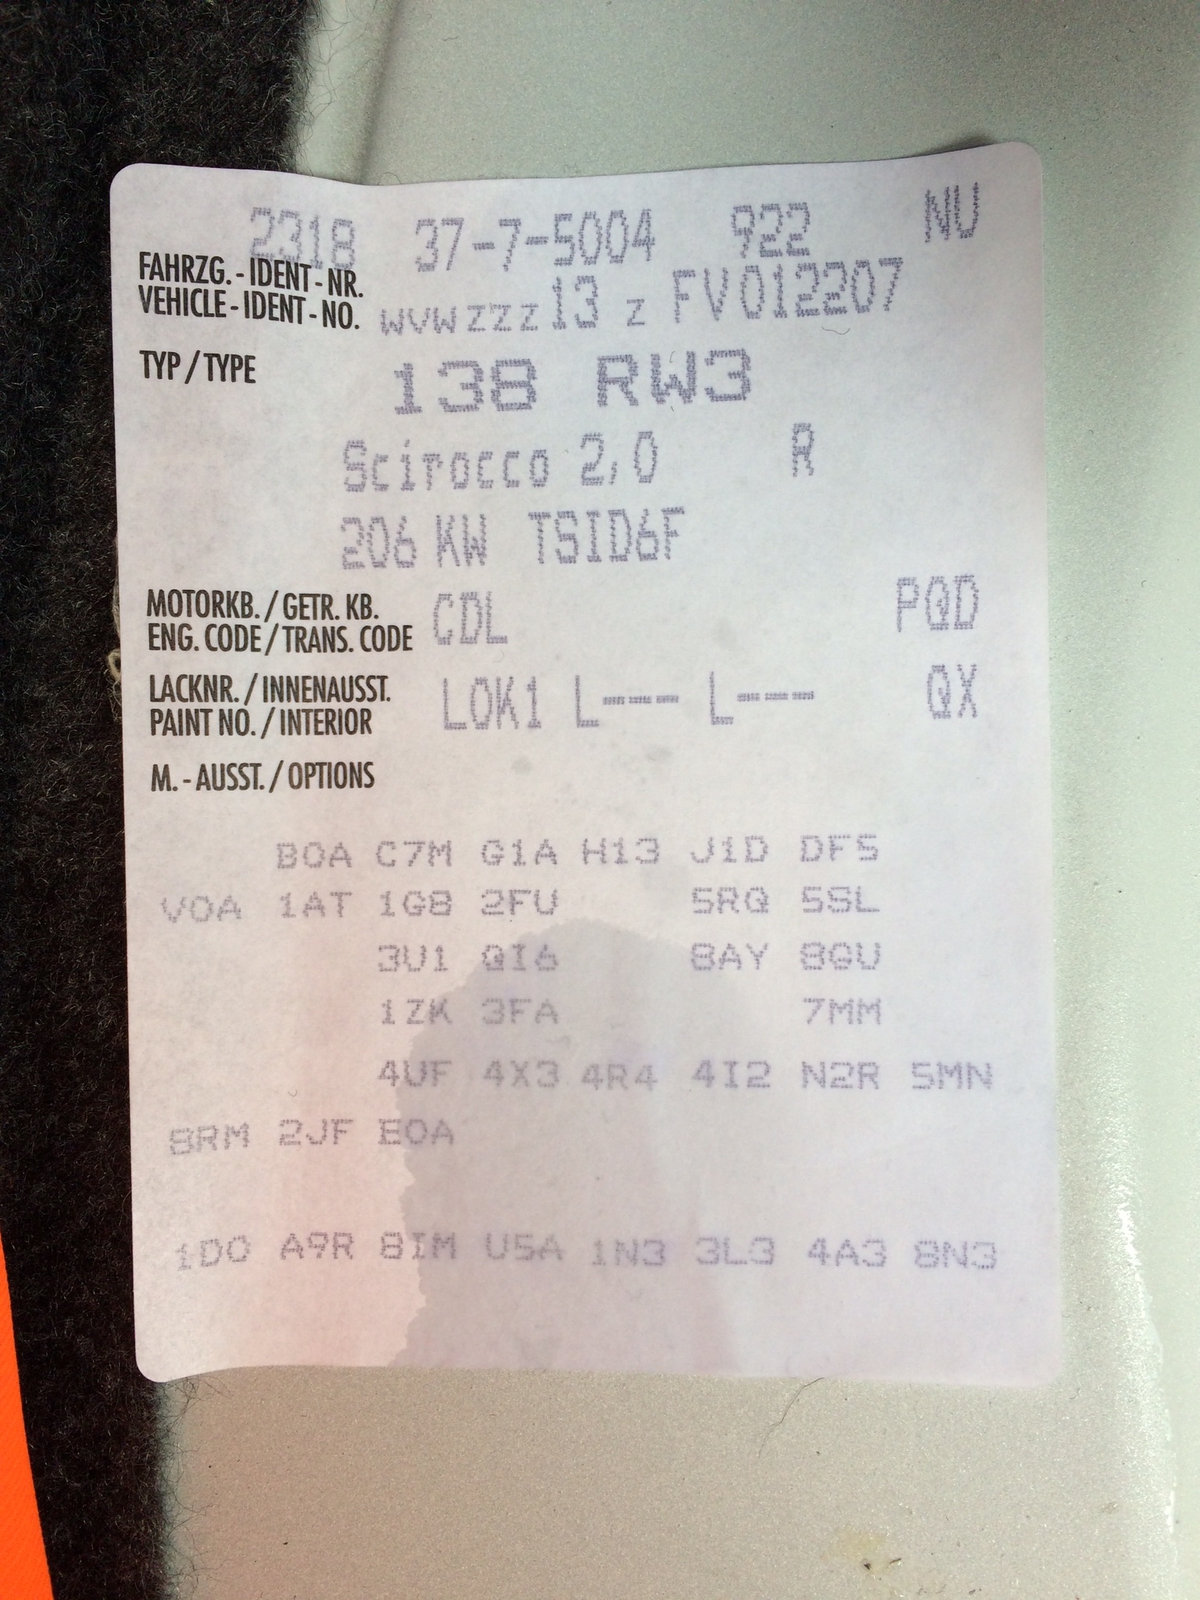 2318 37-7-5004 922 NU
FAHRZG.-IDENT-NR.
VEHICLE-IDENT-NO. WVWZZZ13 Z FV012207
TYP / TYPE 138 RW3
Scirocco 2,0 R
206 KW TSID6F
MOTORKB. / GETR. KB.
ENG. CODE / TRANS. CODE CDL PQD
LACKNR. / INNENAUSST.
PAINT NO. / INTERIOR LOK1 L--- L--- QX
M.-AUSST. / OPTIONS
B0A C7M G1A H13 J1D DF5
V0A 1AT 1G8 2FU 5RQ 5SL
3U1 QI6 8AY 8GU
1ZK 3FA 7MM
4UF 4X3 4R4 4I2 N2R 5MN
8RM 2JF E0A
1D0 A9R 8IM U5A 1N3 3L3 4A3 8N3